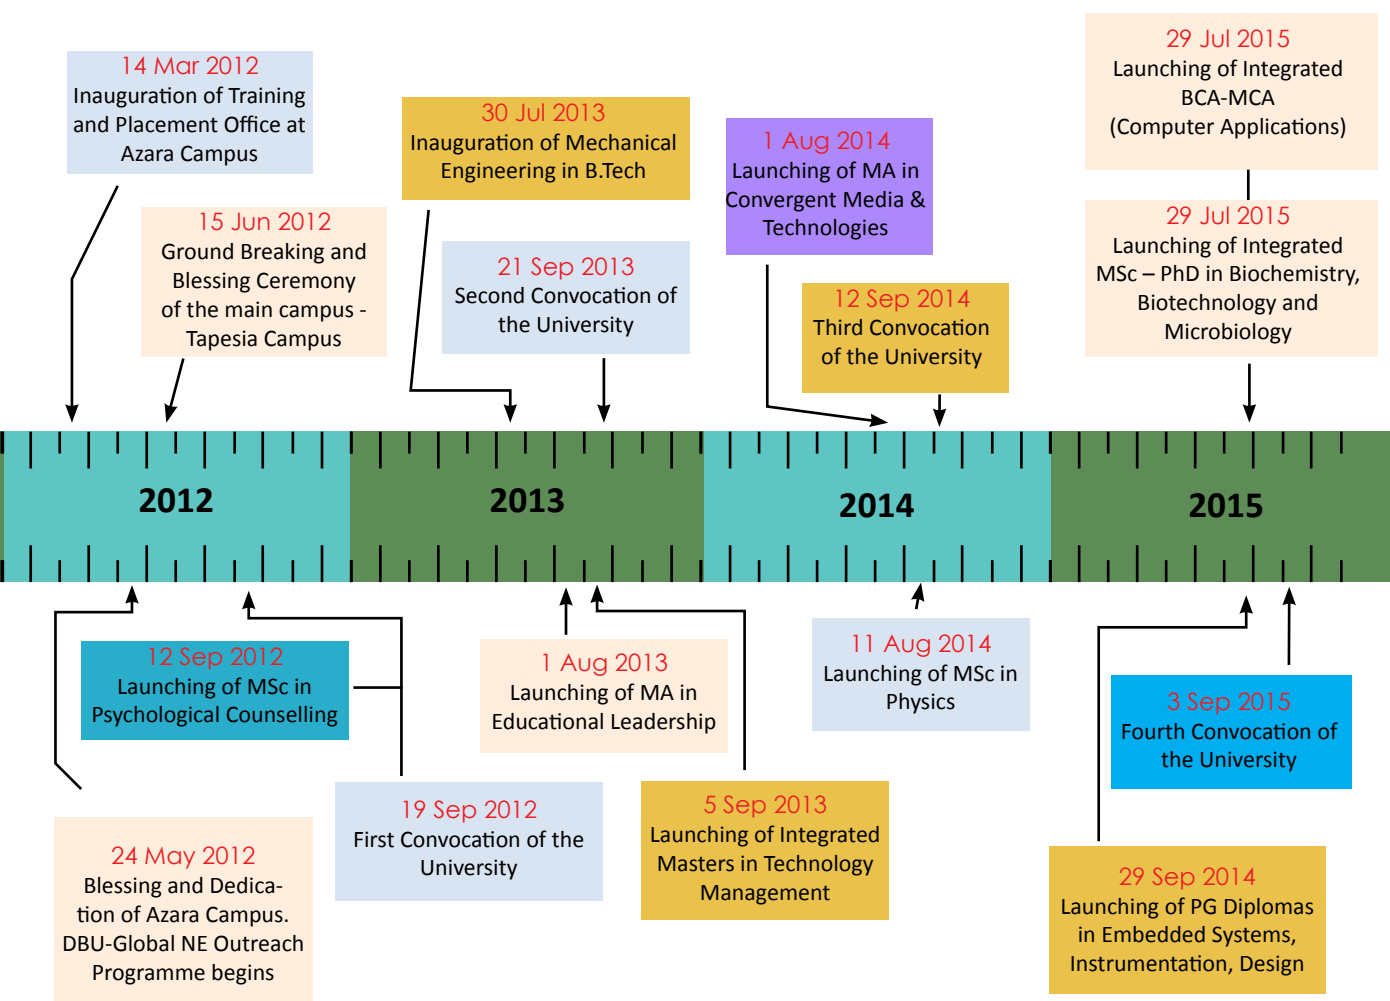 14 Mar 2012
Inauguration of Training
and Placement Office at
Azara Campus
15 Jun 2012
Ground Breaking and
Blessing Ceremony
of the main campus -
Tapesia Campus
30 Jul 2013
Inauguration of Mechanical
Engineering in B.Tech
21 Sep 2013
Second Convocation of
the University
1 Aug 2014
Launching of MA in
Convergent Media &
Technologies
12 Sep 2014
Third Convocation
of the University
29 Jul 2015
Launching of Integrated
BCA-MCA
(Computer Applications)
29 Jul 2015
Launching of Integrated
MSc – PhD in Biochemistry,
Biotechnology and
Microbiology
2012
2013
2014
2015
12 Sep 2012
Launching of MSc in
Psychological Counselling
24 May 2012
Blessing and Dedica-
tion of Azara Campus.
DBU-Global NE Outreach
Programme begins
19 Sep 2012
First Convocation of the
University
1 Aug 2013
Launching of MA in
Educational Leadership
5 Sep 2013
Launching of Integrated
Masters in Technology
Management
11 Aug 2014
Launching of MSc in
Physics
3 Sep 2015
Fourth Convocation of
the University
29 Sep 2014
Launching of PG Diplomas
in Embedded Systems,
Instrumentation, Design